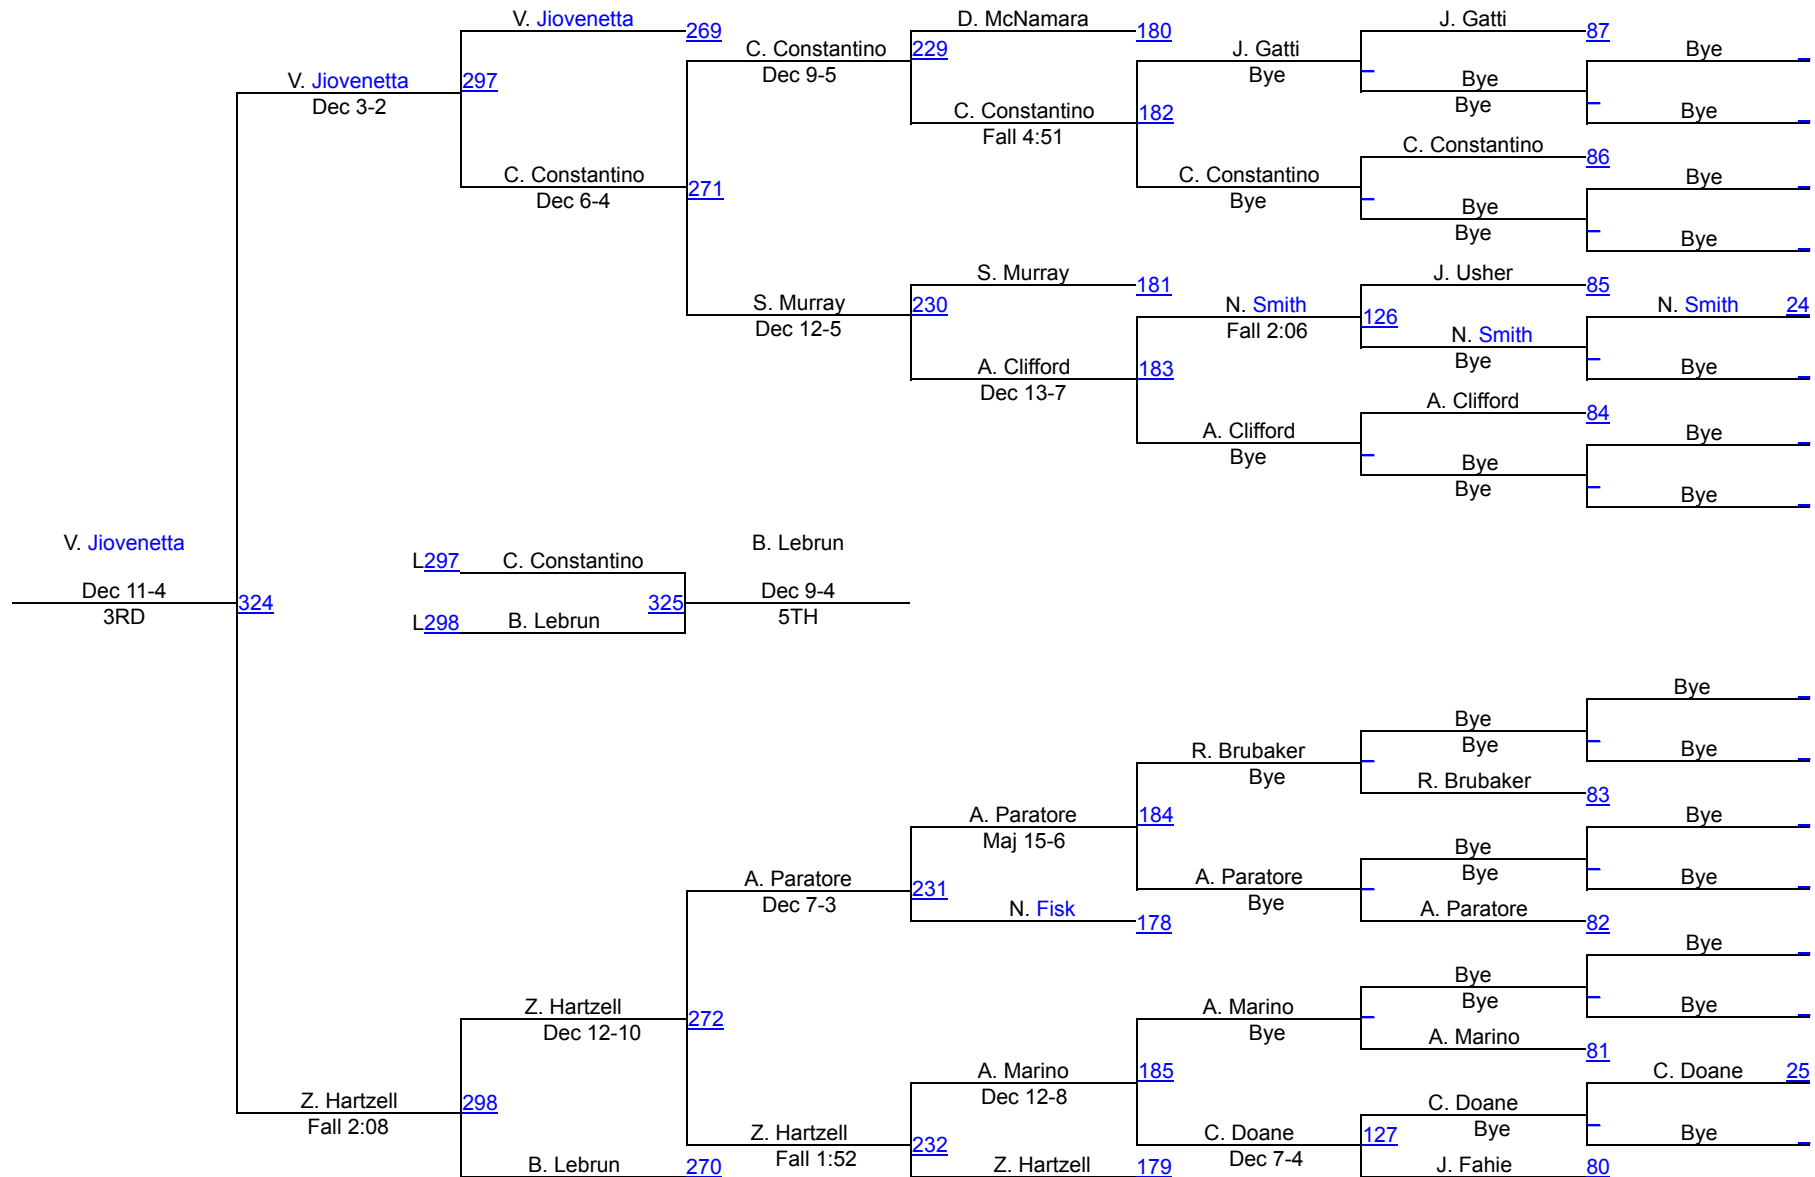 V. Jiovenetta 269
D. McNamara 180
J. Gatti 87
Bye
C. Constantino 229
Dec 9-5
J. Gatti
Bye
Bye
Bye
V. Jiovenetta 297
Dec 3-2
C. Constantino 182
Fall 4:51
Bye
C. Constantino 86
C. Constantino 271
Dec 6-4
C. Constantino
Bye
Bye
Bye
Bye
Bye
S. Murray 181
J. Usher 85
S. Murray 230
Dec 12-5
N. Smith 126
Fall 2:06
N. Smith 24
N. Smith
Bye
A. Clifford 183
Dec 13-7
Bye
A. Clifford 84
A. Clifford
Bye
Bye
Bye
Bye
Bye
V. Jiovenetta
B. Lebrun
L297 C. Constantino
Dec 11-4
3RD
324
325
Dec 9-4
5TH
L298 B. Lebrun
Bye
Bye
Bye
R. Brubaker
Bye
Bye
R. Brubaker 83
A. Paratore 184
Maj 15-6
Bye
Bye
Bye
A. Paratore 231
Dec 7-3
A. Paratore
Bye
Bye
N. Fisk 178
A. Paratore 82
Bye
Bye
Bye
Z. Hartzell 272
Dec 12-10
A. Marino
Bye
Bye
A. Marino 81
A. Marino 185
Dec 12-8
C. Doane 25
Z. Hartzell 298
Fall 2:08
C. Doane
Bye
Z. Hartzell 232
Fall 1:52
C. Doane 127
Dec 7-4
Bye
B. Lebrun 270
Z. Hartzell 179
J. Fahie 80